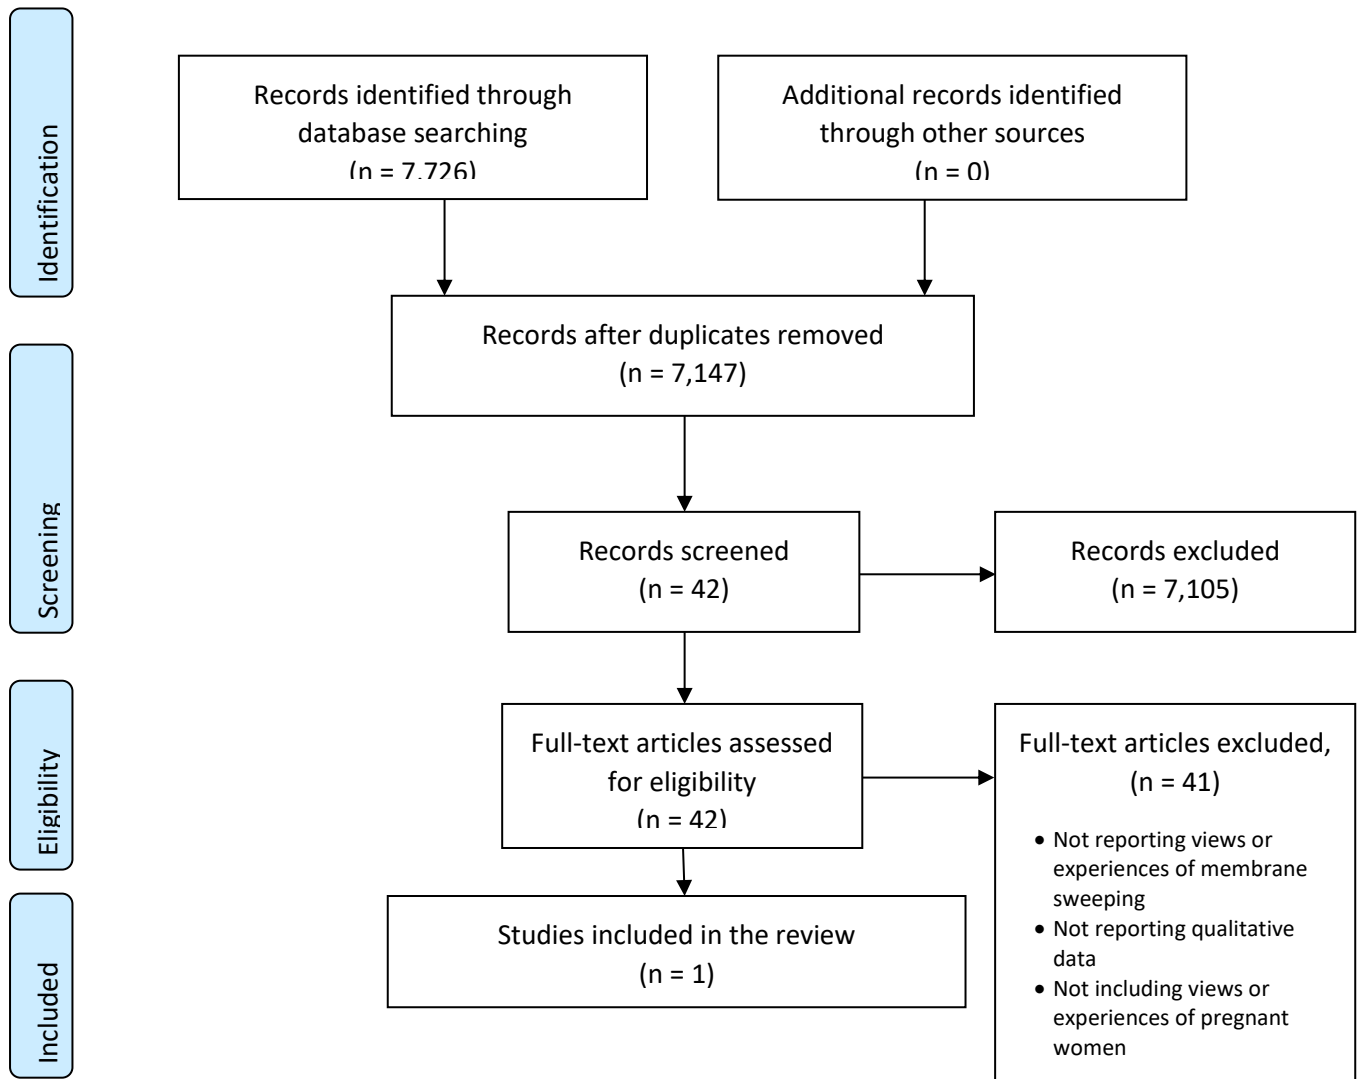 Identification
Records identified through
database searching
(n = 7,726)
Additional records identified
through other sources
(n = 0)
Records after duplicates removed
(n = 7,147)
Screening
Records screened
(n = 42)
Records excluded
(n = 7,105)
Eligibility
Full-text articles assessed
for eligibility
(n = 42)
Full-text articles excluded,
(n = 41)
• Not reporting views or
experiences of membrane
sweeping
• Not reporting qualitative
data
• Not including views or
experiences of pregnant
women
Included
Studies included in the review
(n = 1)